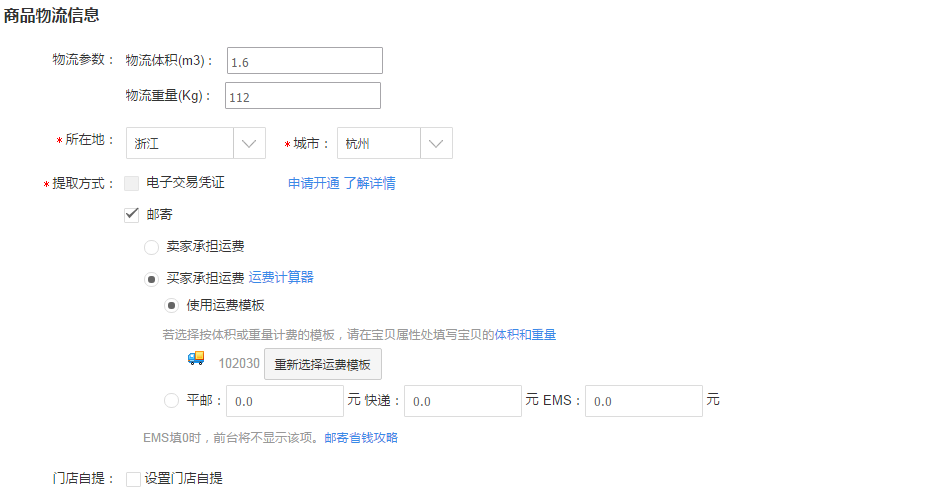 商品物流信息
物流参数： 物流体积(m3)： 1.6
物流重量(Kg)： 112
*所在地： 浙江 *城市： 杭州
*提取方式： 电子交易凭证 申请开通 了解详情
邮寄
卖家承担运费
买家承担运费 运费计算器
使用运费模板
若选择按体积或重量计费的模板，请在宝贝属性处填写宝贝的体积和重量
102030 重新选择运费模板
平邮： 0.0 元 快递： 0.0 元 EMS： 0.0 元
EMS填0时，前台将不显示该项。邮寄省钱攻略
门店自提： 设置门店自提